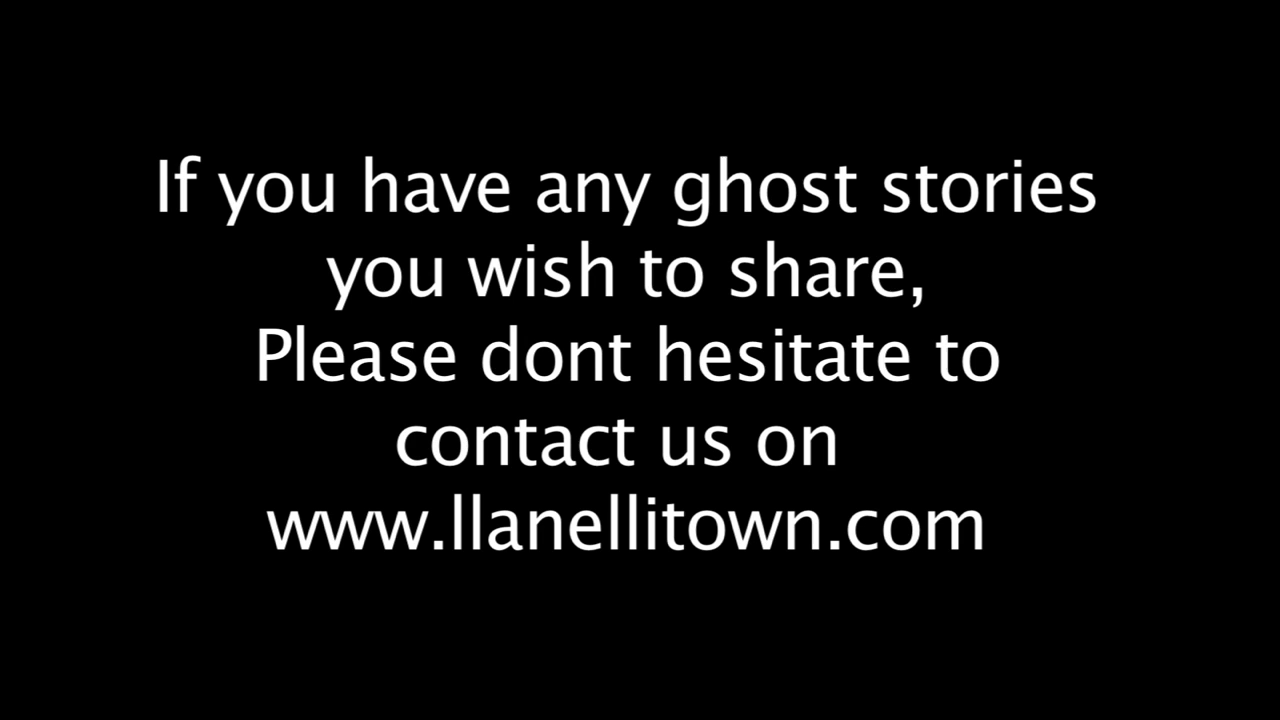 If you have any ghost stories
you wish to share,
Please dont hesitate to
contact us on
www.llanellitown.com